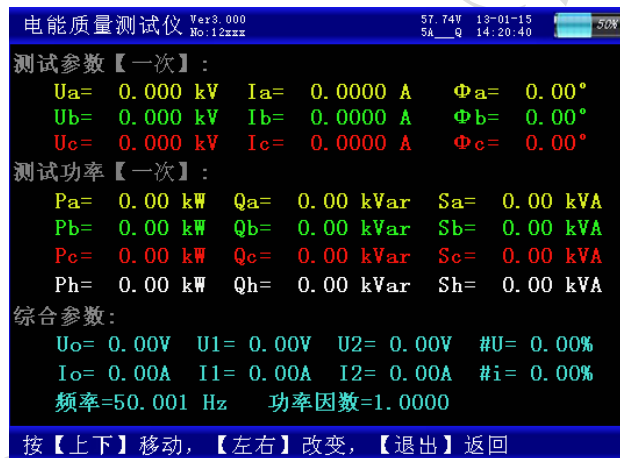 电能质量测试仪 Ver3.000 No:12xxx 57.74V 13-01-15 5A__Q 14:20:40 50%
测试参数【一次】:
Ua= 0.000 kV Ia= 0.0000 A Φa= 0.00°
Ub= 0.000 kV Ib= 0.0000 A Φb= 0.00°
Uc= 0.000 kV Ic= 0.0000 A Φc= 0.00°
测试功率【一次】:
Pa= 0.00 kW Qa= 0.00 kVar Sa= 0.00 kVA
Pb= 0.00 kW Qb= 0.00 kVar Sb= 0.00 kVA
Pc= 0.00 kW Qc= 0.00 kVar Sc= 0.00 kVA
Ph= 0.00 kW Qh= 0.00 kVar Sh= 0.00 kVA
综合参数:
Uo= 0.00V U1= 0.00V U2= 0.00V #U= 0.00%
Io= 0.00A I1= 0.00A I2= 0.00A #i= 0.00%
频率=50.001 Hz 功率因数=1.0000
按【上下】移动，【左右】改变，【退出】返回